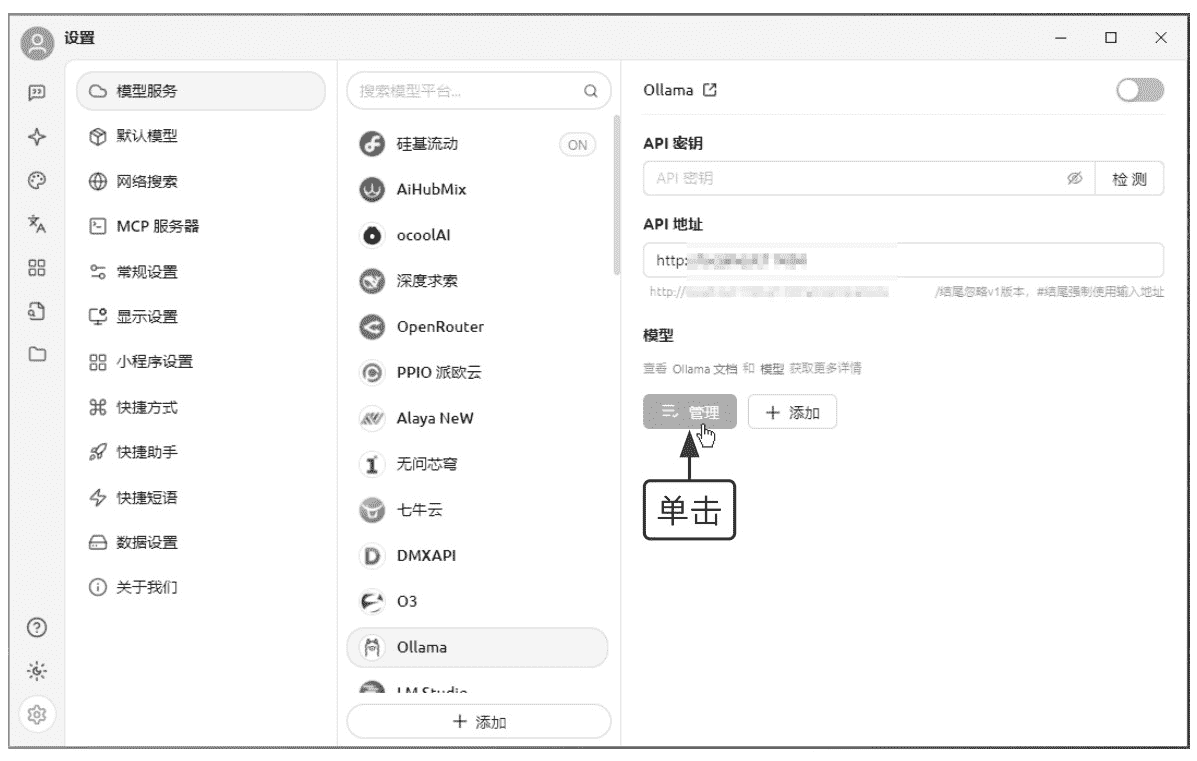 设置
模型服务
默认模型
网络搜索
MCP 服务器
常规设置
显示设置
小程序设置
快捷方式
快捷助手
快捷短语
数据设置
关于我们
搜索模型平台...
硅基流动 ON
AiHubMix
ocoolAI
深度求索
OpenRouter
PPIO 派欧云
Alaya NeW
无问芯穹
七牛云
DMXAPI
O3
Ollama
LM Studio
添加
Ollama
API 密钥
API 密钥 检测
API 地址
http:
http:// /结尾忽略v1版本，#结尾强制使用输入地址
模型
查看 Ollama 文档 和 模型 获取更多详情
管理 添加
单击